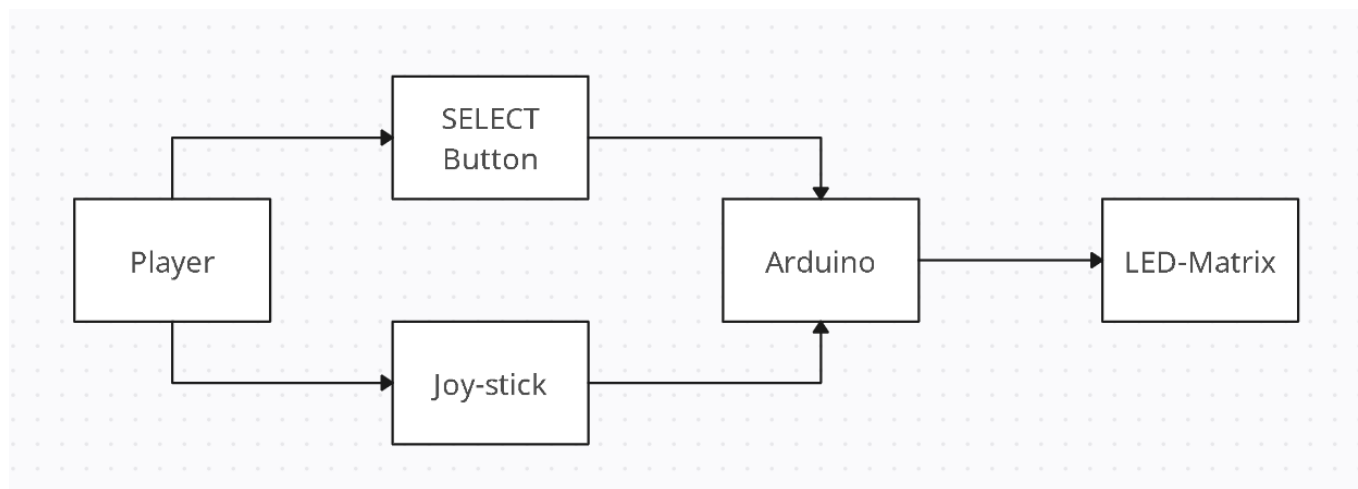 SELECT
Button
Player
Arduino
LED-Matrix
Joy-stick